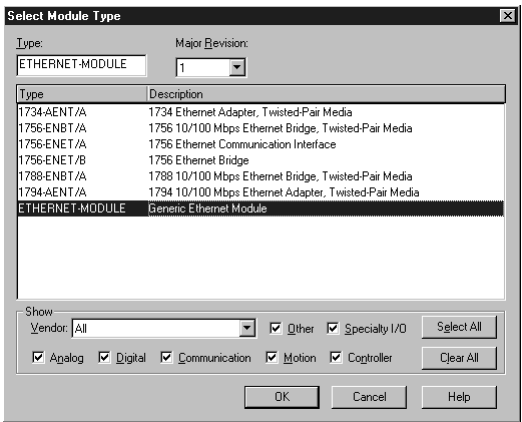 Select Module Type
Type: Major Revision:
ETHERNET-MODULE 1
Type Description
1734-AENT/A 1734 Ethernet Adapter, Twisted-Pair Media
1756-ENBT/A 1756 10/100 Mbps Ethernet Bridge, Twisted-Pair Media
1756-ENET/A 1756 Ethernet Communication Interface
1756-ENET/B 1756 Ethernet Bridge
1788-ENBT/A 1788 10/100 Mbps Ethernet Bridge, Twisted-Pair Media
1794-AENT/A 1794 10/100 Mbps Ethernet Adapter, Twisted-Pair Media
ETHERNET-MODULE Generic Ethernet Module
Show
Vendor: All Other Specialty I/O Select All
Analog Digital Communication Motion Controller Clear All
OK Cancel Help